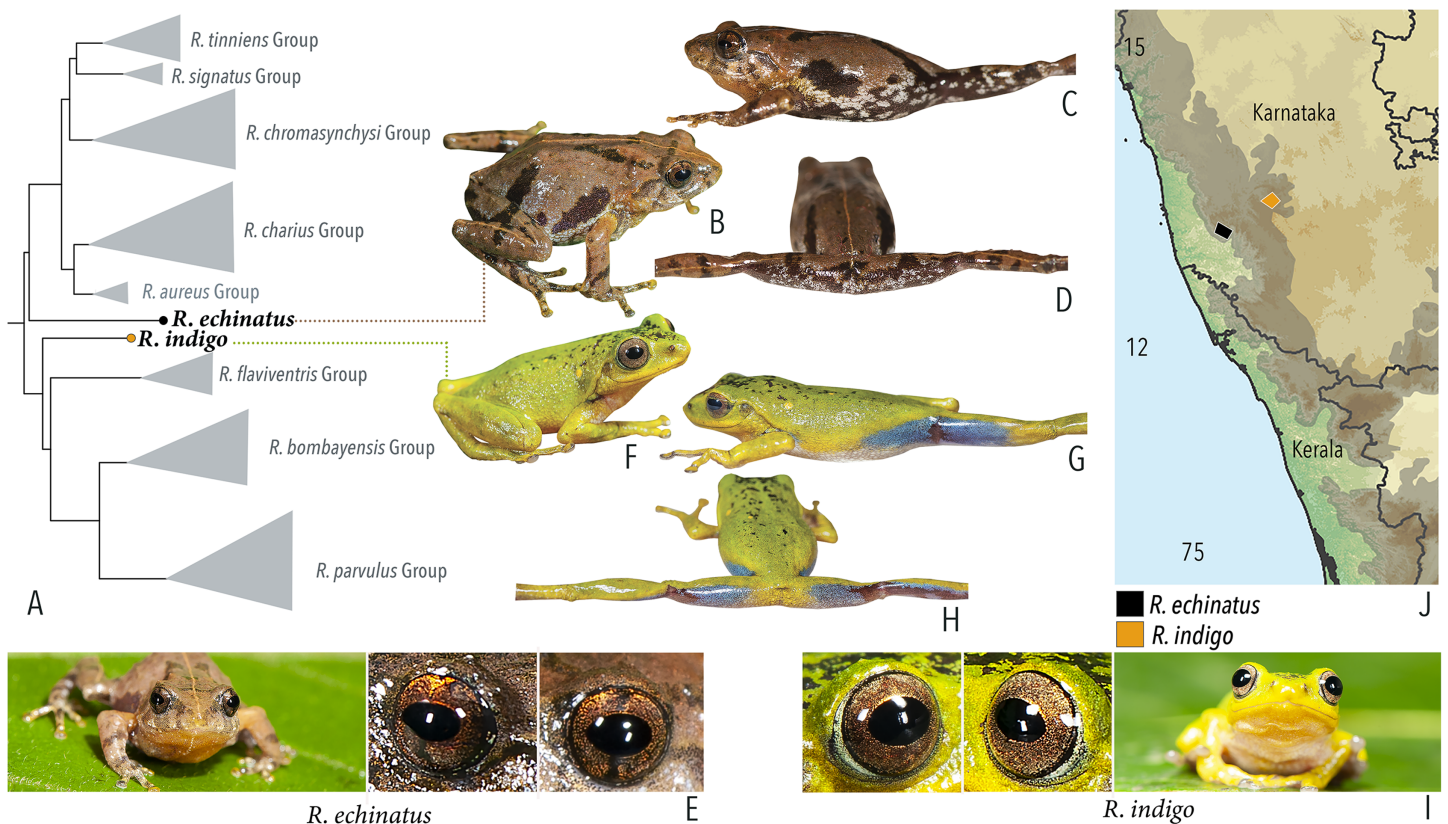 R. tinniens Group
R. signatus Group
R. chromasynchysi Group
R. charius Group
R. aureus Group
R. echinatus
R. indigo
R. flaviventris Group
R. bombayensis Group
R. parvulus Group
A
C
B
D
F
G
H
15
Karnataka
12
Kerala
75
J
R. echinatus
R. indigo
E
R. echinatus
I
R. indigo